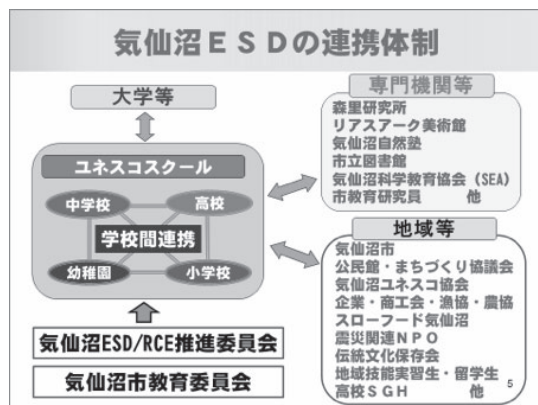 気仙沼ESDの連携体制
大学等
ユネスコスクール
中学校
高校
学校間連携
幼稚園
小学校
気仙沼ESD/RCE推進委員会
気仙沼市教育委員会
専門機関等
森里研究所
リアスアーク美術館
気仙沼自然塾
市立図書館
気仙沼科学教育協会(SEA)
市教育研究員 他
地域等
気仙沼市
公民館・まちづくり協議会
気仙沼ユネスコ協会
企業・商工会・漁協・農協
スローフード気仙沼
震災関連NPO
伝統文化保存会
地域技能実習生・留学生
高校SGH 他
5